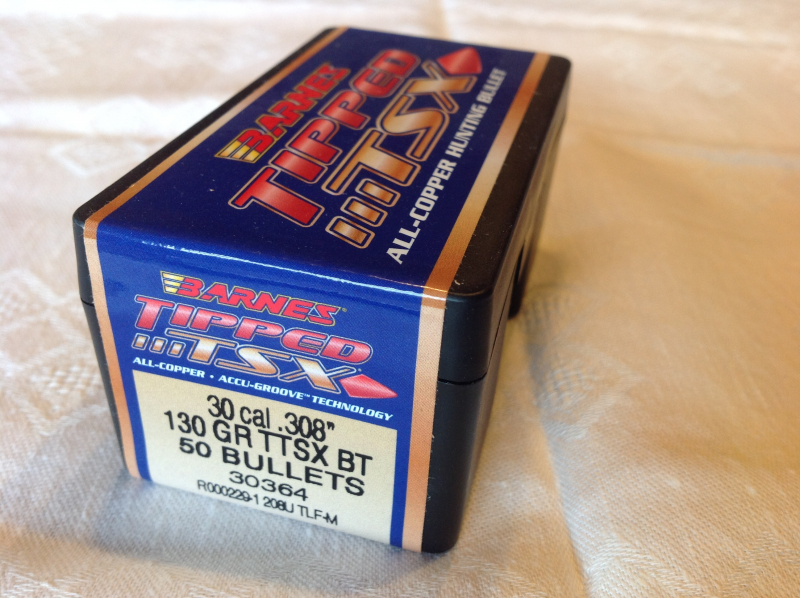 BARNES
TIPPED
TSX
ALL-COPPER HUNTING BULLET
BARNES
TIPPED
TSX
ALL-COPPER • ACCU-GROOVE™ TECHNOLOGY
30 cal .308"
130 GR TTSX BT
50 BULLETS
30364
R000229-1 208U TLF-M